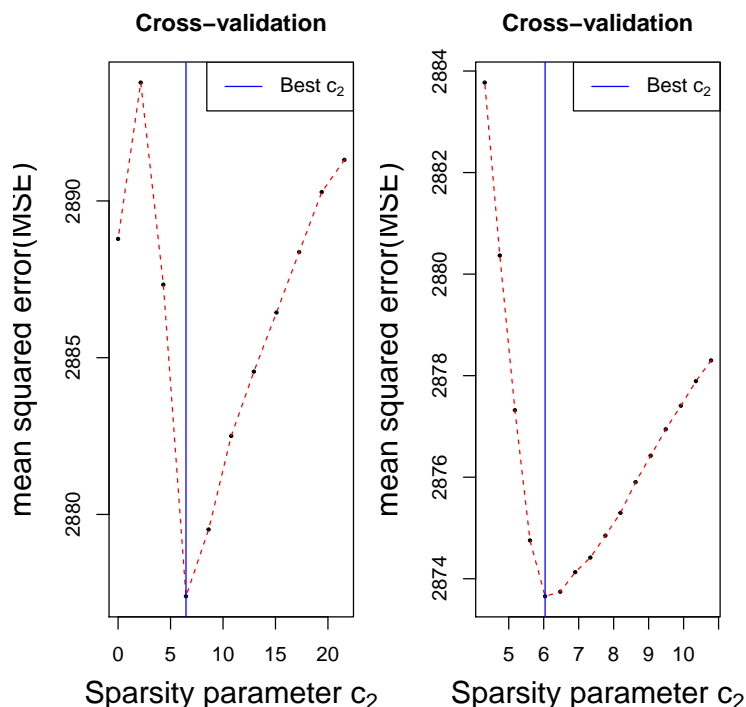 Cross−validation
Best c2
mean squared error(MSE)
2880
2885
2890
0 5 10 15 20
Sparsity parameter c2
Cross−validation
Best c2
mean squared error(MSE)
2874
2876
2878
2880
2882
2884
5 6 7 8 9 10
Sparsity parameter c2